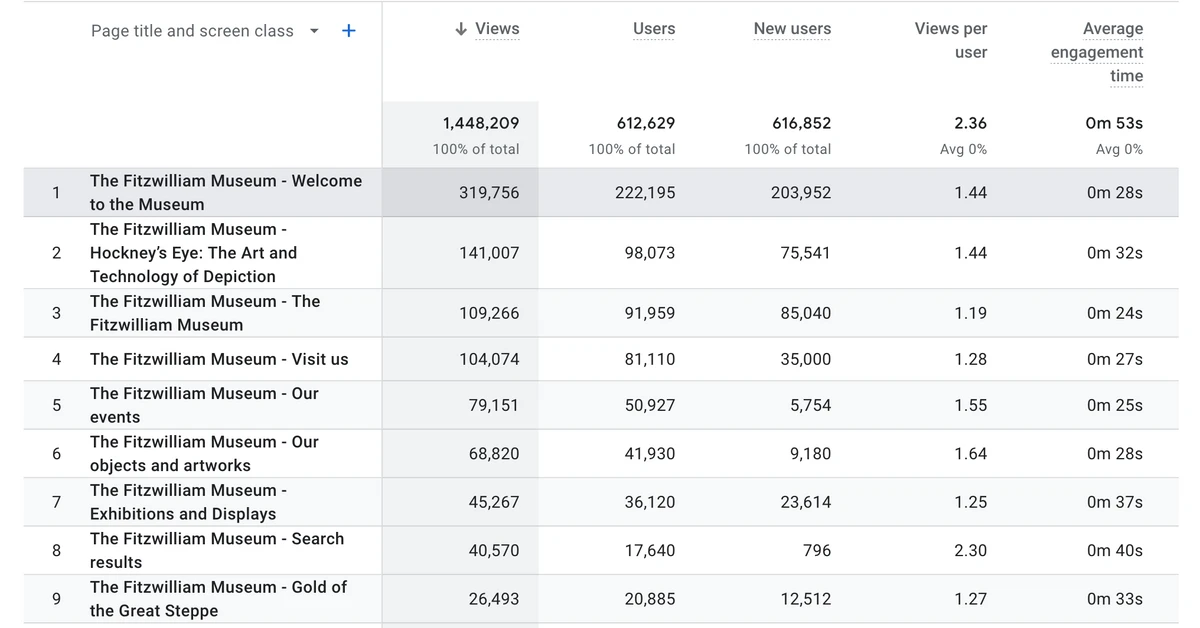 Page title and screen class
Views
Users
New users
Views per
user
Average
engagement
time
1,448,209
612,629
616,852
2.36
0m 53s
100% of total
100% of total
100% of total
Avg 0%
Avg 0%
1
The Fitzwilliam Museum - Welcome
to the Museum
319,756
222,195
203,952
1.44
0m 28s
2
The Fitzwilliam Museum -
Hockney’s Eye: The Art and
Technology of Depiction
141,007
98,073
75,541
1.44
0m 32s
3
The Fitzwilliam Museum - The
Fitzwilliam Museum
109,266
91,959
85,040
1.19
0m 24s
4
The Fitzwilliam Museum - Visit us
104,074
81,110
35,000
1.28
0m 27s
5
The Fitzwilliam Museum - Our
events
79,151
50,927
5,754
1.55
0m 25s
6
The Fitzwilliam Museum - Our
objects and artworks
68,820
41,930
9,180
1.64
0m 28s
7
The Fitzwilliam Museum -
Exhibitions and Displays
45,267
36,120
23,614
1.25
0m 37s
8
The Fitzwilliam Museum - Search
results
40,570
17,640
796
2.30
0m 40s
9
The Fitzwilliam Museum - Gold of
the Great Steppe
26,493
20,885
12,512
1.27
0m 33s